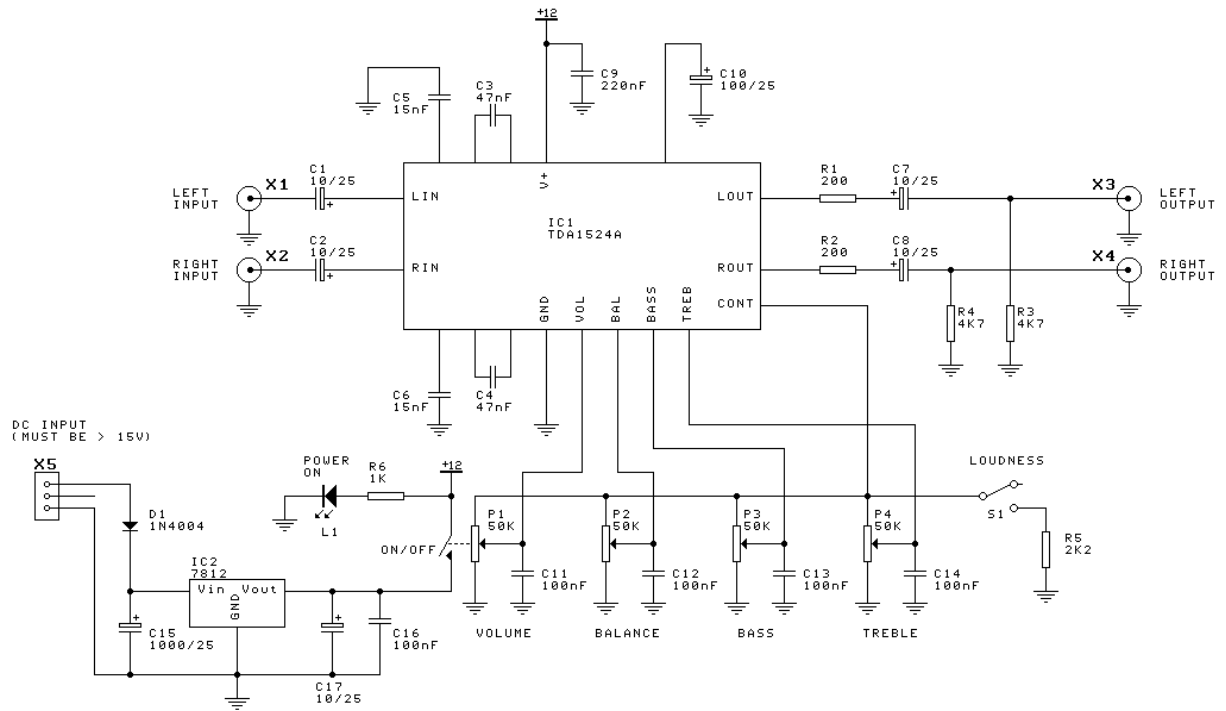 +12
C9
220nF
C10
+
100/25
C5
15nF
C3
47nF
LEFT
INPUT
X1
C1
10/25
+
LIN
V+
IC1
TDA1524A
LOUT
R1
200
C7
10/25
+
X3
LEFT
OUTPUT
RIGHT
INPUT
X2
C2
10/25
+
RIN
ROUT
R2
200
C8
10/25
+
X4
RIGHT
OUTPUT
GND
VOL
BAL
BASS
TREB
CONT
R4
4K7
R3
4K7
C6
15nF
C4
47nF
DC INPUT
(MUST BE > 15V)
X5
D1
1N4004
POWER
ON
L1
R6
1K
+12
ON/OFF
P1
50K
P2
50K
P3
50K
P4
50K
LOUDNESS
S1
R5
2K2
IC2
7812
Vin
Vout
GND
C11
100nF
C12
100nF
C13
100nF
C14
100nF
+
C15
1000/25
+
C17
10/25
C16
100nF
VOLUME
BALANCE
BASS
TREBLE